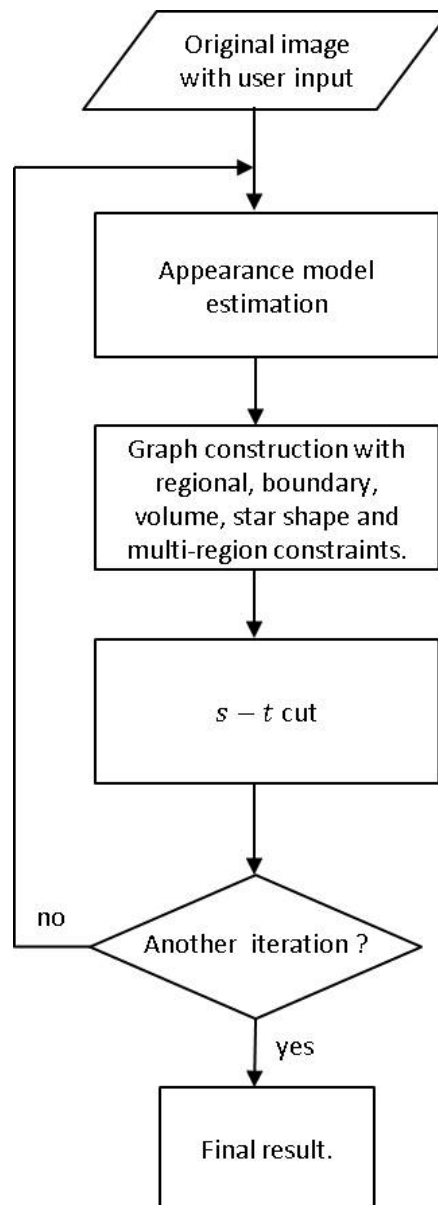 Original image
with user input
Appearance model
estimation
Graph construction with
regional, boundary,
volume, star shape and
multi-region constraints.
s − t cut
no
Another iteration ?
yes
Final result.